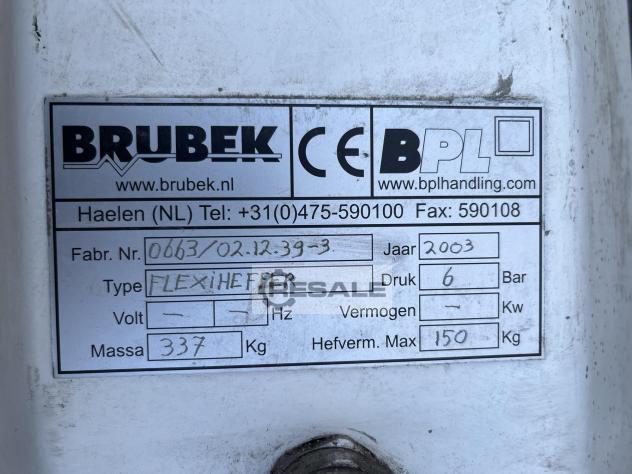 BRUBEK CE BPL
www.brubek.nl www.bplhandling.com
Haelen (NL) Tel: +31(0)475-590100 Fax: 590108
Fabr. Nr. 0663/02.12.39-3 Jaar 2003
Type FLEXIHEFFER Druk 6 Bar
RESALE
Volt - - Hz Vermogen - Kw
Massa 337 Kg Hefverm. Max 150 Kg